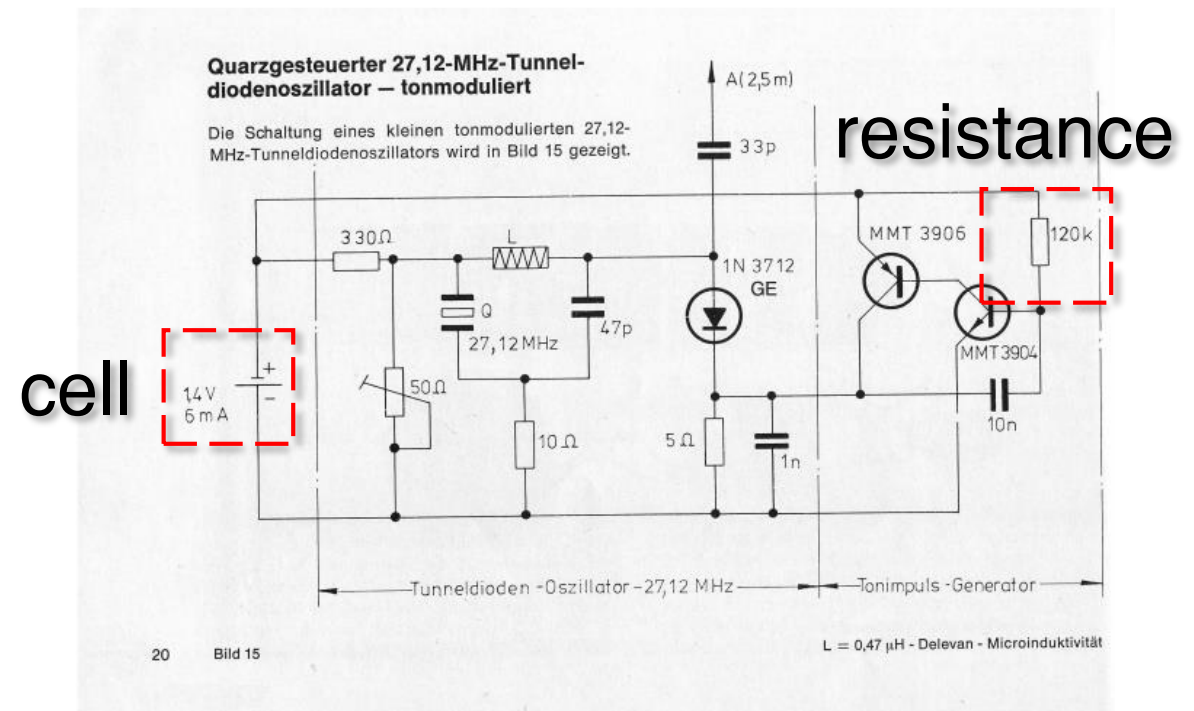 Quarzgesteuerter 27,12-MHz-Tunnel-
diodenoszillator — tonmoduliert
Die Schaltung eines kleinen tonmodulierten 27,12-
MHz-Tunneldiodenoszillators wird in Bild 15 gezeigt.
A(2,5m)
33p
resistance
330Ω
L
MMT 3906
120k
1N 3712
GE
Q
27,12MHz
47p
MMT3904
cell
+
1,4V
–
6mA
50Ω
10Ω
5Ω
1n
10n
Tunneldioden -Oszillator-27,12 MHz
Tonimpuls -Generator
20
Bild 15
L = 0,47 µH - Delevan - Microinduktivität